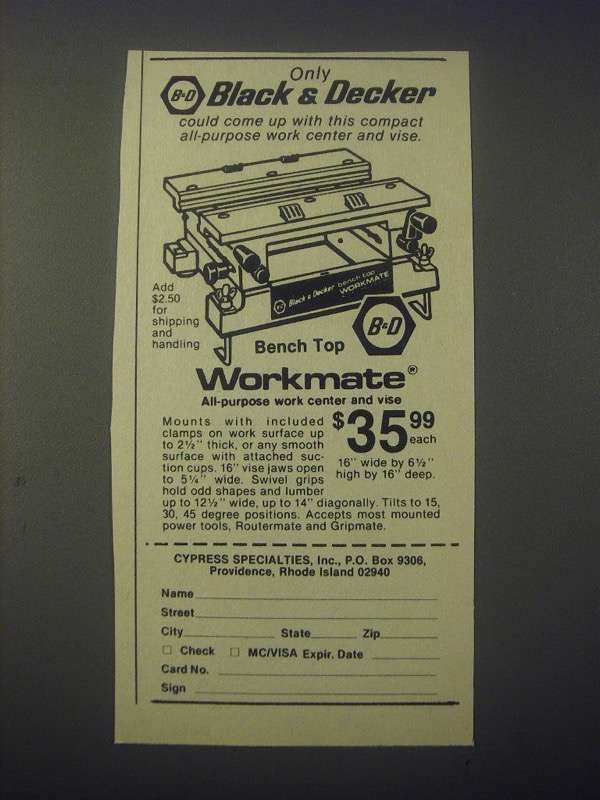 Only
B&D Black & Decker
could come up with this compact
all-purpose work center and vise.
B&D Black & Decker bench top
WORKMATE
Add
$2.50
for
shipping
and
handling
B&D
Bench Top
Workmate®
All-purpose work center and vise
Mounts with included
clamps on work surface up
to 2½" thick, or any smooth
surface with attached suc-
tion cups. 16" vise jaws open
to 5¼" wide. Swivel grips
hold odd shapes and lumber
up to 12½" wide, up to 14" diagonally. Tilts to 15,
30, 45 degree positions. Accepts most mounted
power tools, Routermate and Gripmate.
$35.99
each
16" wide by 6½"
high by 16" deep.
CYPRESS SPECIALTIES, Inc., P.O. Box 9306,
Providence, Rhode Island 02940
Name
Street
City State Zip
☐ Check ☐ MC/VISA Expir. Date
Card No.
Sign